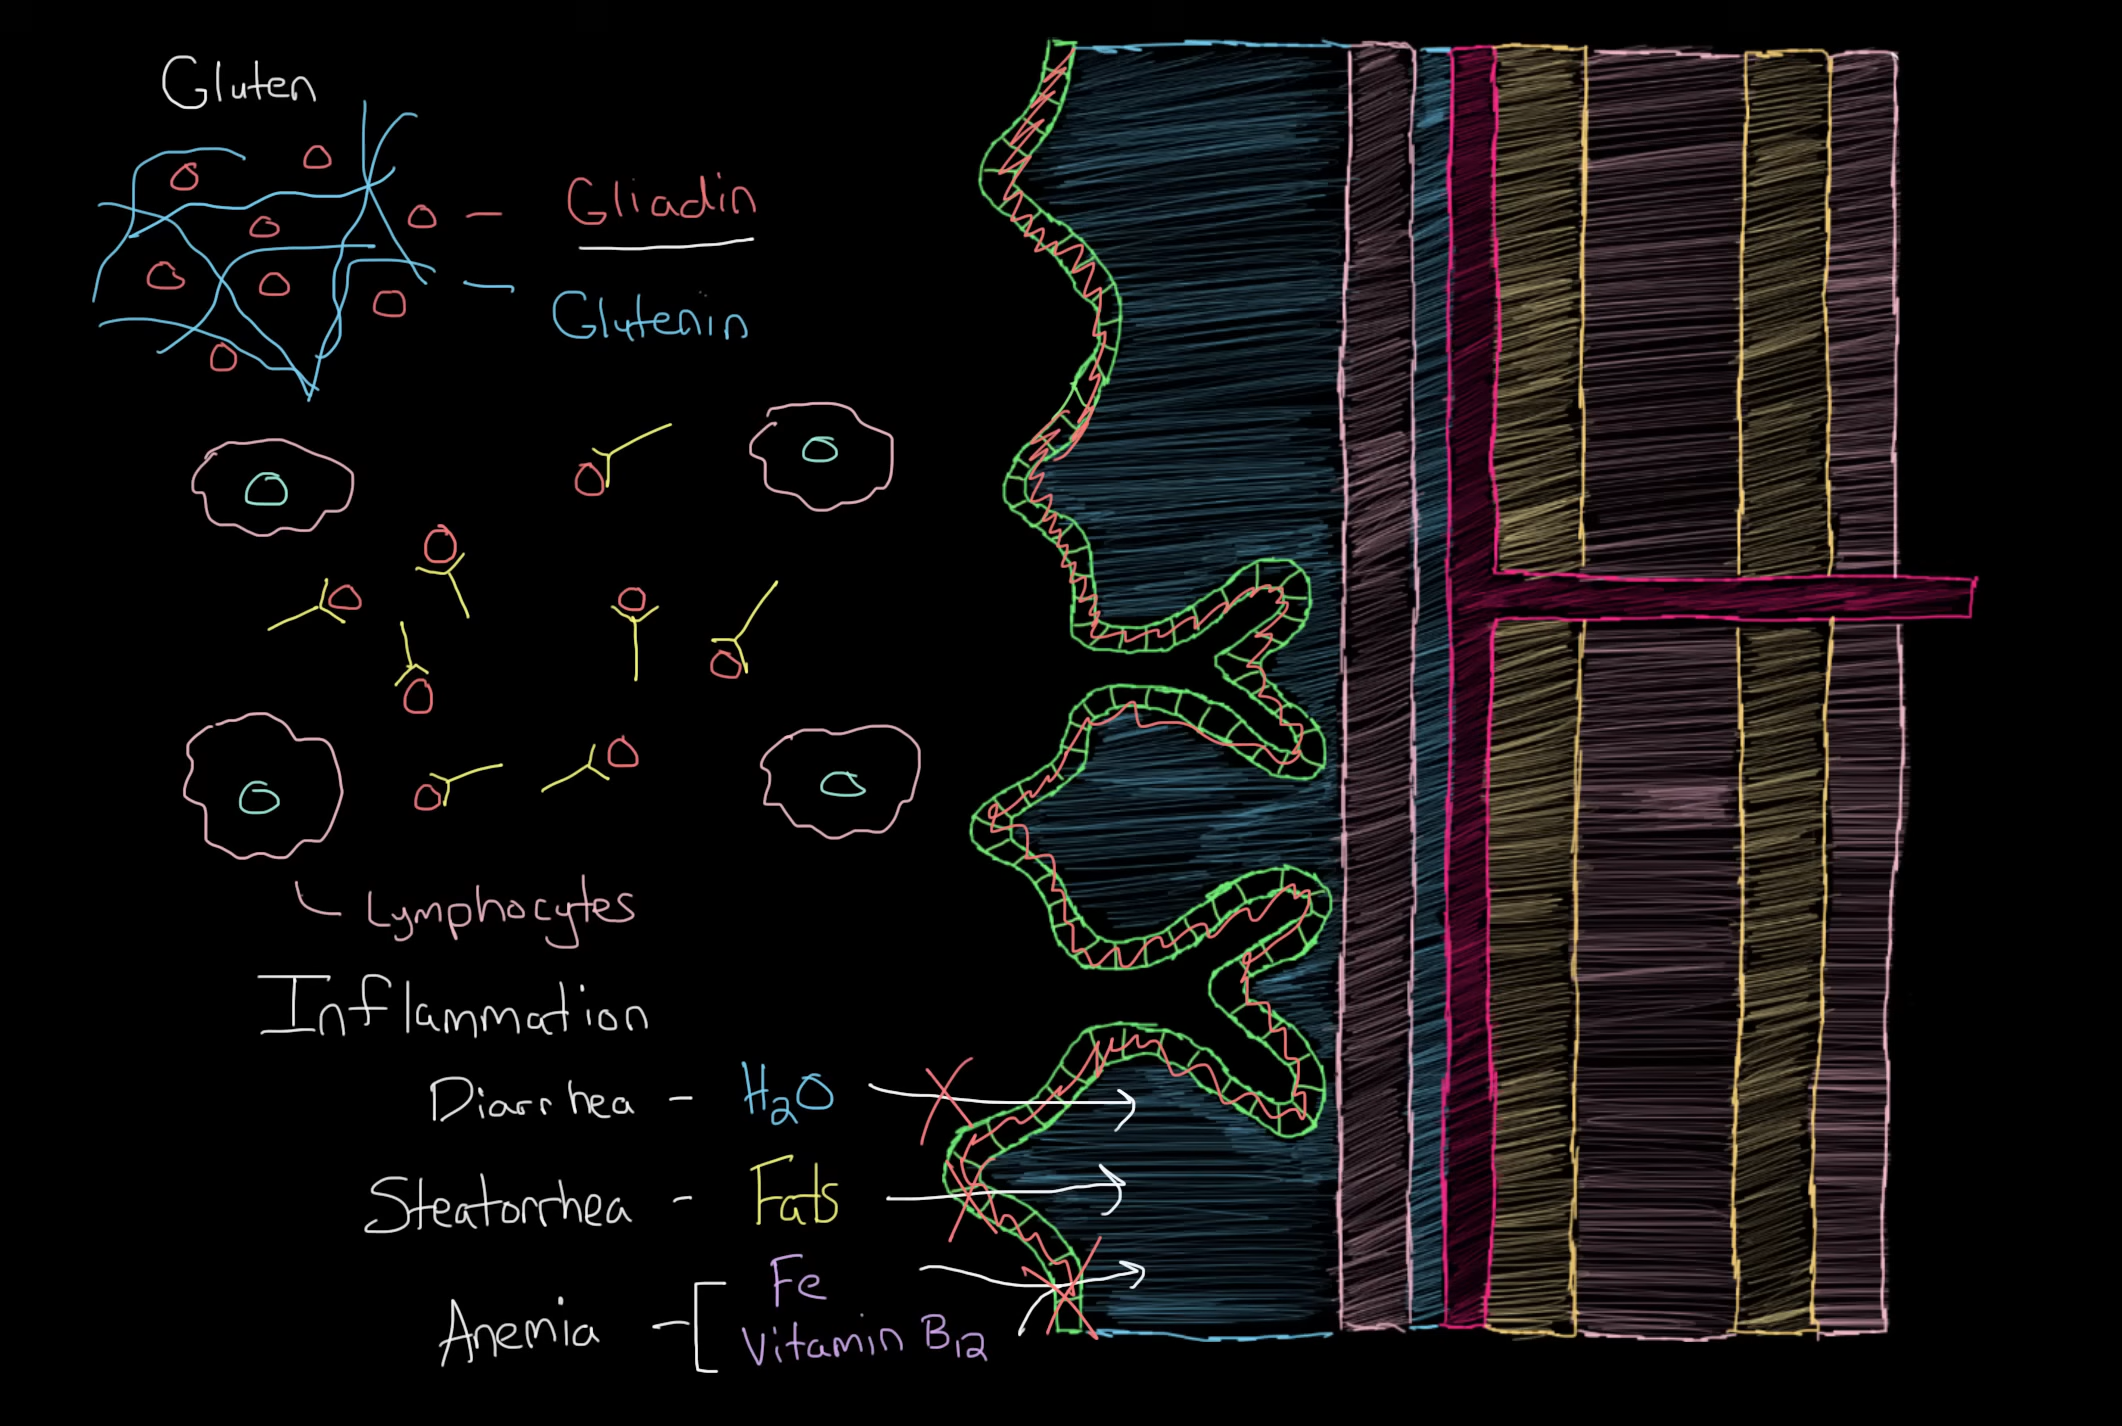 Gluten
Gliadin
Glutenin
Lymphocytes
Inflammation
Diarrhea - H₂O
Steatorrhea - Fats
Anemia - Fe
Vitamin B₁₂